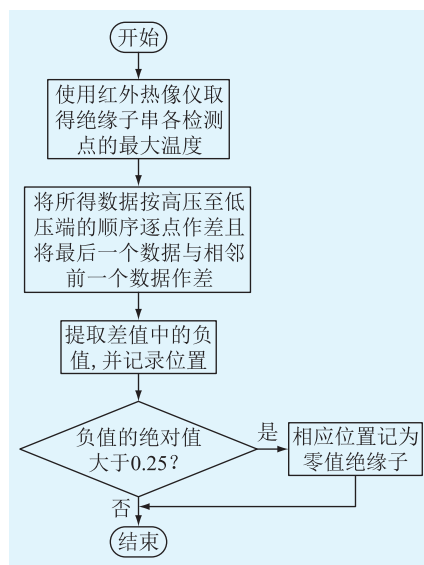 开始
使用红外热像仪取
得绝缘子串各检测
点的最大温度
将所得数据按高压至低
压端的顺序逐点作差且
将最后一个数据与相邻
前一个数据作差
提取差值中的负
值,并记录位置
负值的绝对值
大于0.25?
是
相应位置记为
零值绝缘子
否
结束